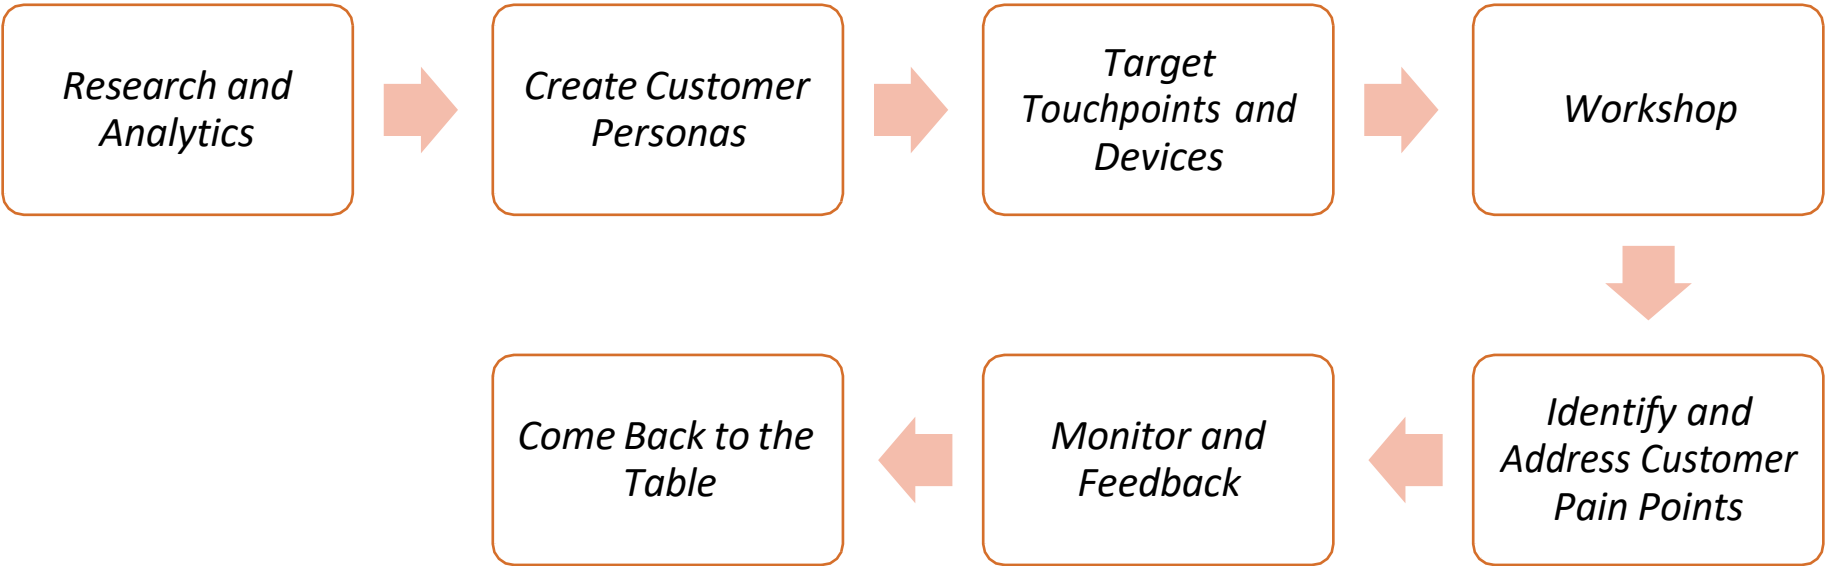 Research and
Analytics
Create Customer
Personas
Target
Touchpoints and
Devices
Workshop
Identify and
Address Customer
Pain Points
Monitor and
Feedback
Come Back to the
Table